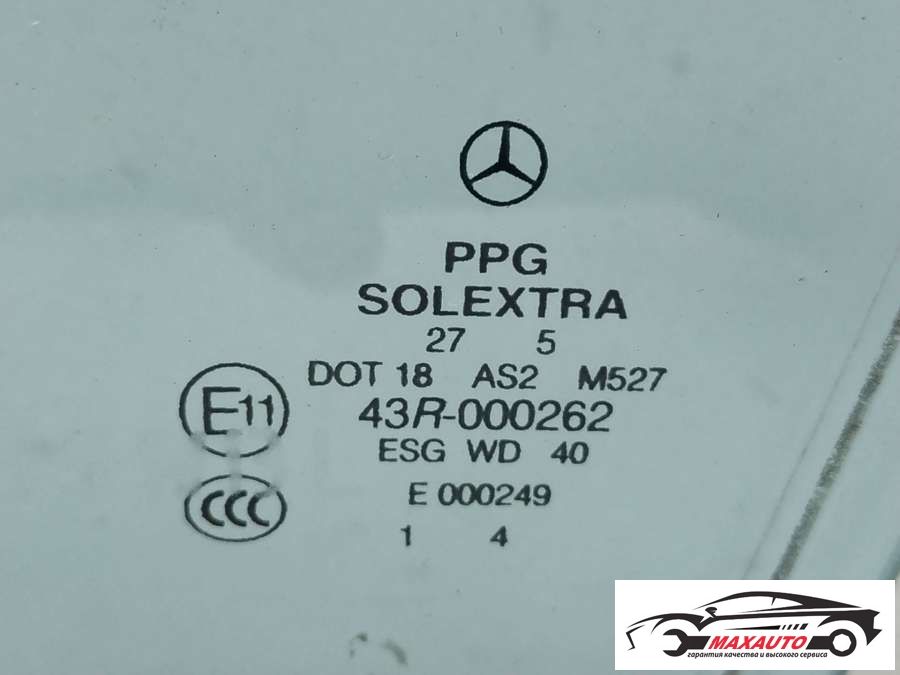 PPG
SOLEXTRA
27 5
DOT 18 AS2 M527
E11
43R-000262
ESG WD 40
CCC
E 000249
1 4
MAXAUTO
гарантия качества и высокого сервиса